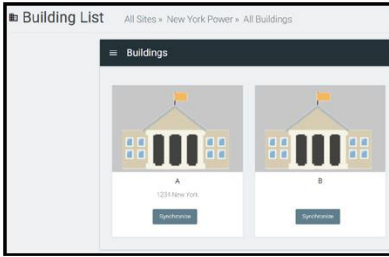 Building List All Sites » New York Power » All Buildings
Buildings
A B
1234 New York
Synchronize Synchronize